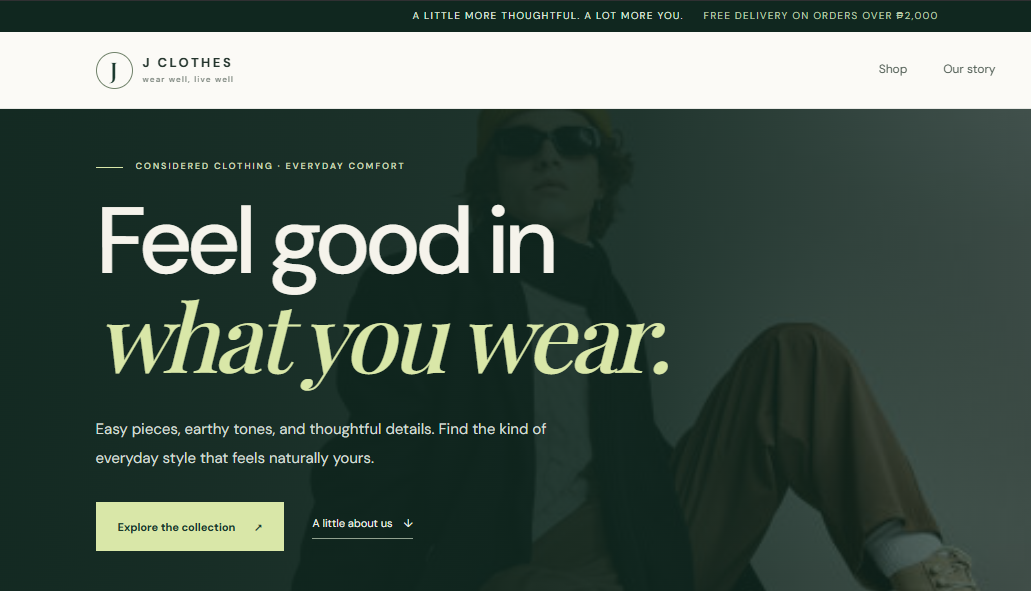 A LITTLE MORE THOUGHTFUL. A LOT MORE YOU. FREE DELIVERY ON ORDERS OVER ₱2,000
J
J CLOTHES
wear well, live well
Shop
Our story
CONSIDERED CLOTHING · EVERYDAY COMFORT
Feel good in
what you wear.
Easy pieces, earthy tones, and thoughtful details. Find the kind of
everyday style that feels naturally yours.
Explore the collection ↗
A little about us ↓